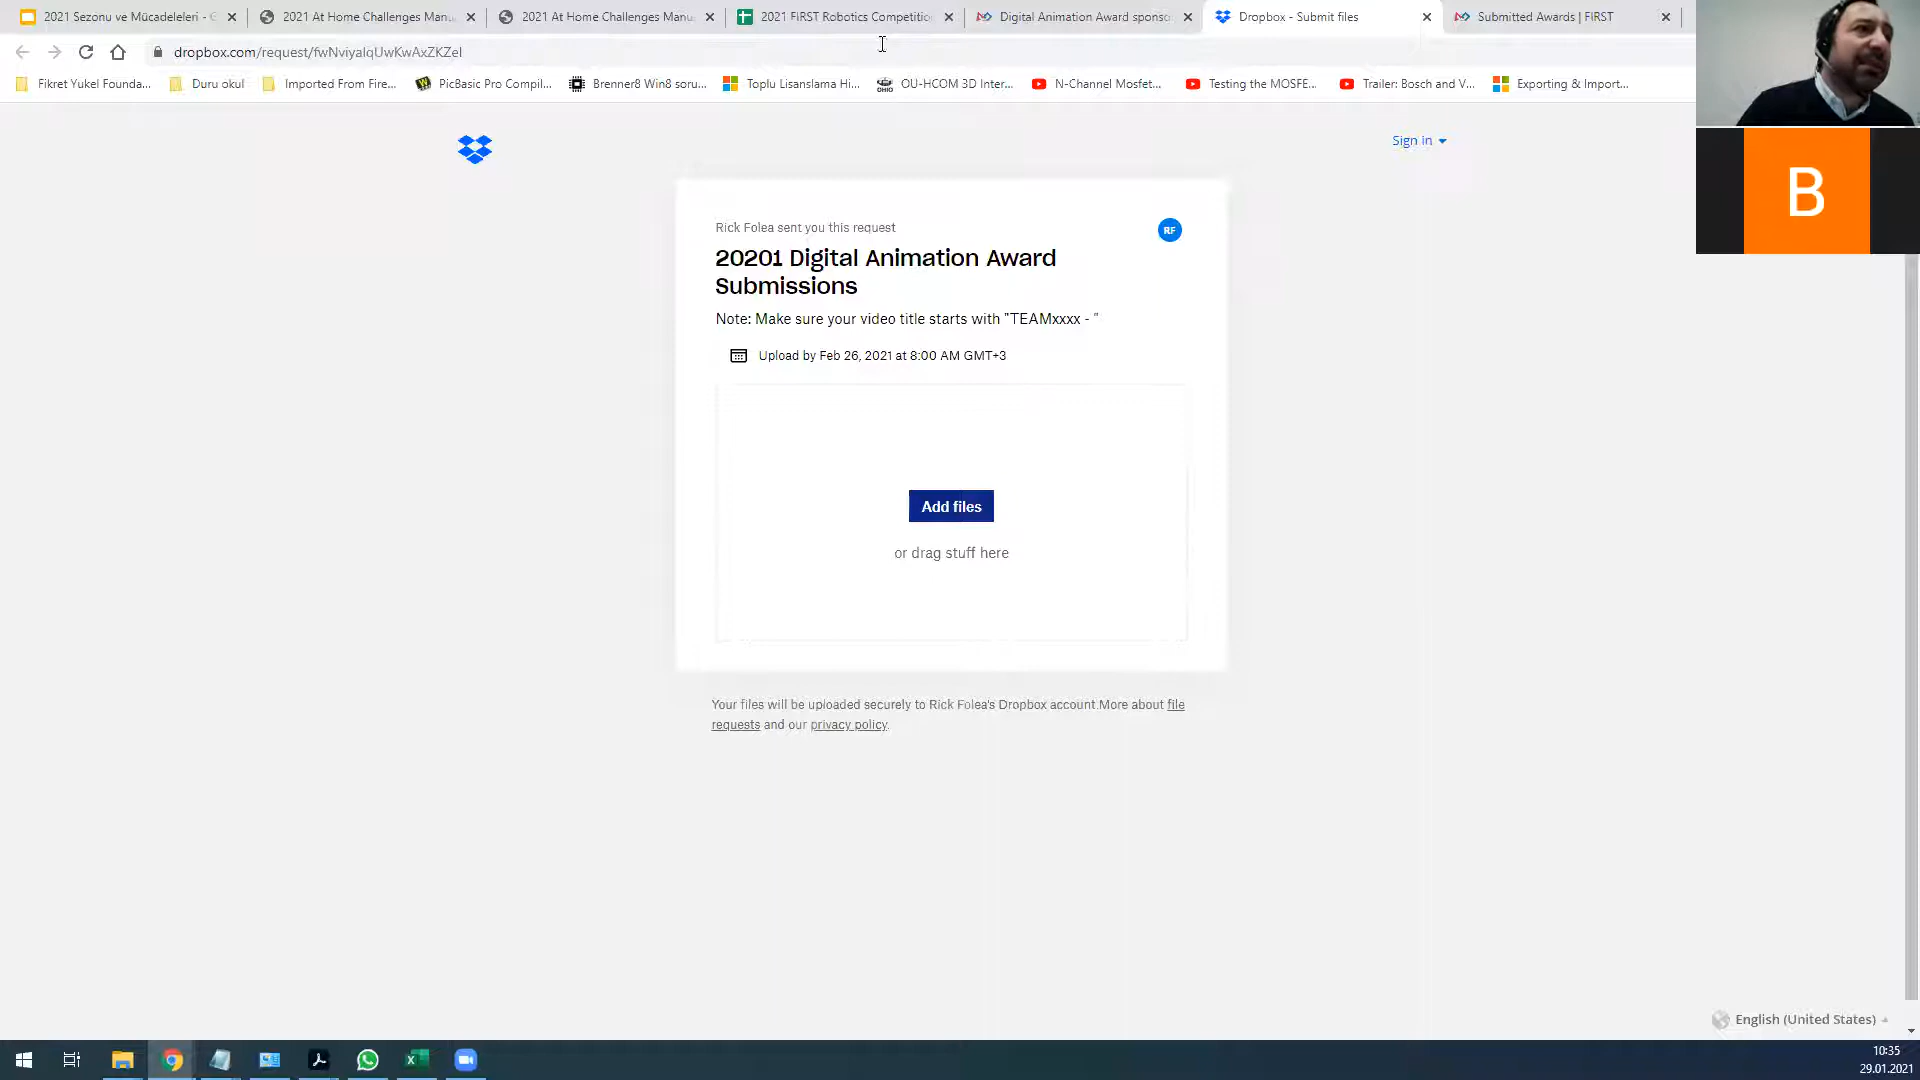 2021 Sezonu ve Mücadeleleri - G
2021 At Home Challenges Manu
2021 At Home Challenges Manu
2021 FIRST Robotics Competitio
Digital Animation Award sponso
Dropbox - Submit files
Submitted Awards | FIRST
dropbox.com/request/fwNviyalqUwKwAxZKZel
Fikret Yukel Founda...
Duru okul
Imported From Fire...
PicBasic Pro Compil...
Brenner8 Win8 soru...
Toplu Lisanslama Hi...
OU-HCOM 3D Inter...
N-Channel Mosfet...
Testing the MOSFE...
Trailer: Bosch and V...
Exporting & Import...
Sign in
B
Rick Folea sent you this request
RF
20201 Digital Animation Award
Submissions
Note: Make sure your video title starts with "TEAMxxxx - "
Upload by Feb 26, 2021 at 8:00 AM GMT+3
Add files
or drag stuff here
Your files will be uploaded securely to Rick Folea's Dropbox account.More about file
requests and our privacy policy.
English (United States)
10:35
29.01.2021